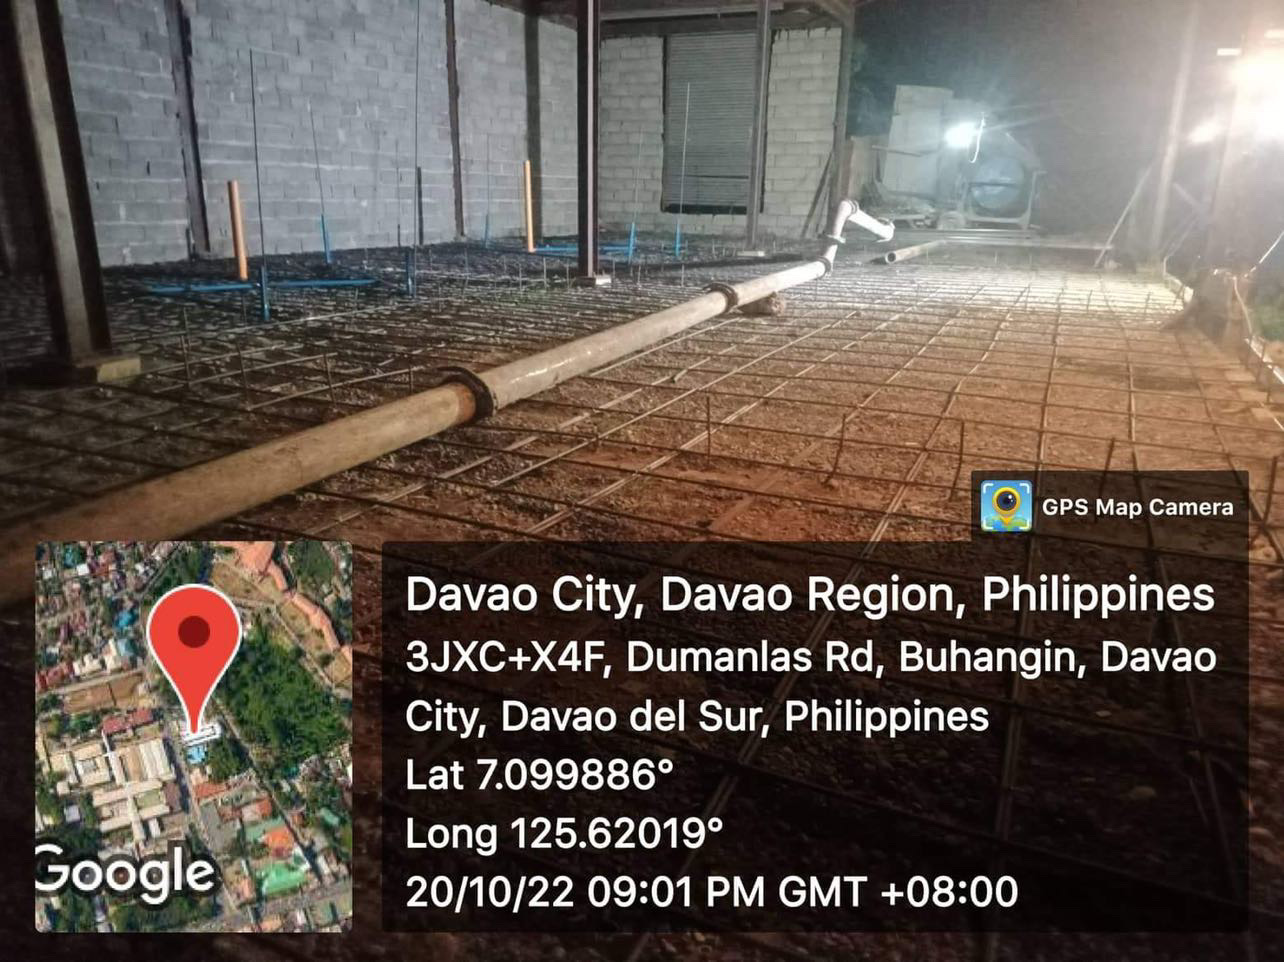 GPS Map Camera
Davao City, Davao Region, Philippines
3JXC+X4F, Dumanlas Rd, Buhangin, Davao
City, Davao del Sur, Philippines
Lat 7.099886°
Long 125.62019°
20/10/22 09:01 PM GMT +08:00
Google